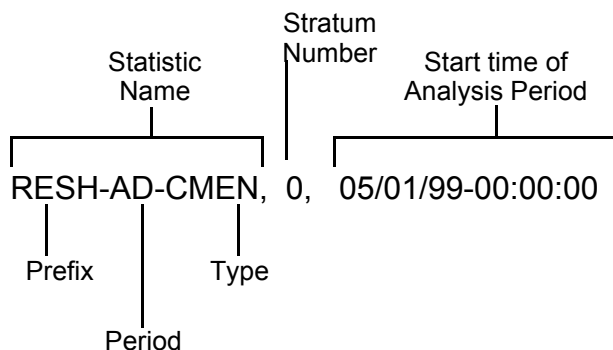 Stratum
Number
Statistic
Name
Start time of
Analysis Period
RESH-AD-CMEN, 0, 05/01/99-00:00:00
Prefix
Type
Period